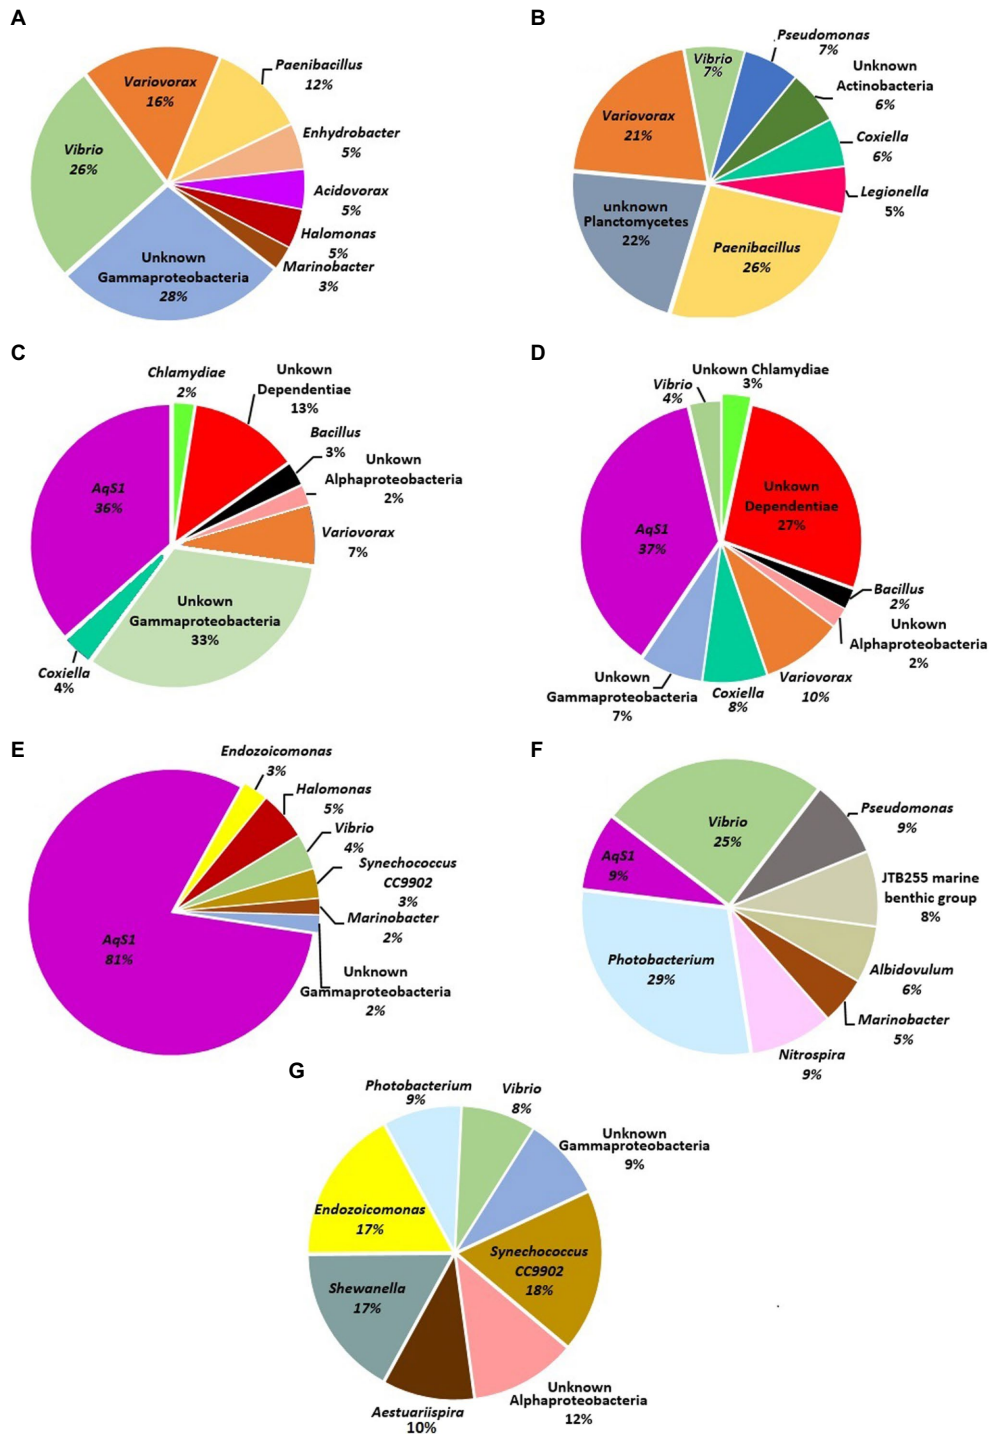 A
Variovorax
16%
Paenibacillus
12%
Enhydrobacter
5%
Acidovorax
5%
Halomonas
5%
Marinobacter
3%
Unknown
Gammaproteobacteria
28%
Vibrio
26%
B
Vibrio
7%
Pseudomonas
7%
Unknown
Actinobacteria
6%
Coxiella
6%
Legionella
5%
Paenibacillus
26%
unknown
Planctomycetes
22%
Variovorax
21%
C
Chlamydiae
2%
Unkown
Dependentiae
13%
Bacillus
3%
Unkown
Alphaproteobacteria
2%
Variovorax
7%
Unkown
Gammaproteobacteria
33%
Coxiella
4%
AqS1
36%
D
Unkown Chlamydiae
3%
Vibrio
4%
Unkown
Dependentiae
27%
Bacillus
2%
Unkown
Alphaproteobacteria
2%
Variovorax
10%
Coxiella
8%
Unkown
Gammaproteobacteria
7%
AqS1
37%
E
Endozoicomonas
3%
Halomonas
5%
Vibrio
4%
Synechococcus
CC9902
3%
Marinobacter
2%
Unknown
Gammaproteobacteria
2%
AqS1
81%
F
Vibrio
25%
Pseudomonas
9%
JTB255 marine
benthic group
8%
Albidovulum
6%
Marinobacter
5%
Nitrospira
9%
Photobacterium
29%
AqS1
9%
G
Photobacterium
9%
Vibrio
8%
Unknown
Gammaproteobacteria
9%
Synechococcus
CC9902
18%
Unknown
Alphaproteobacteria
12%
Aestuariispira
10%
Shewanella
17%
Endozoicomonas
17%